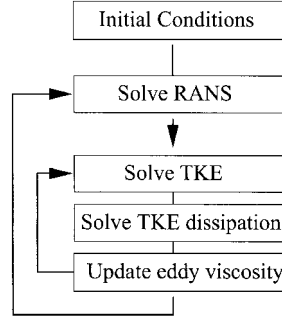 Initial Conditions
Solve RANS
Solve TKE
Solve TKE dissipation
Update eddy viscosity